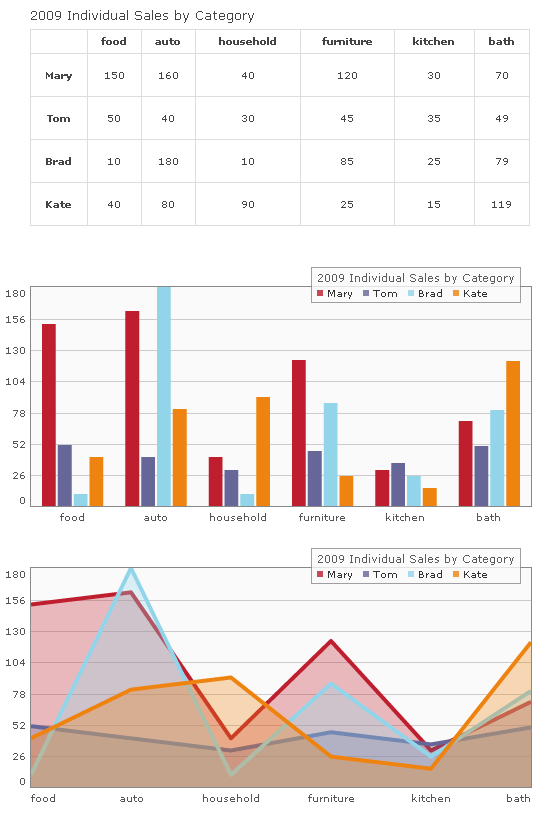 2009 Individual Sales by Category
food auto household furniture kitchen bath
Mary 150 160 40 120 30 70
Tom 50 40 30 45 35 49
Brad 10 180 10 85 25 79
Kate 40 80 90 25 15 119
2009 Individual Sales by Category
Mary Tom Brad Kate
180
156
130
104
78
52
26
0
food auto household furniture kitchen bath
2009 Individual Sales by Category
Mary Tom Brad Kate
180
156
130
104
78
52
26
0
food auto household furniture kitchen bath